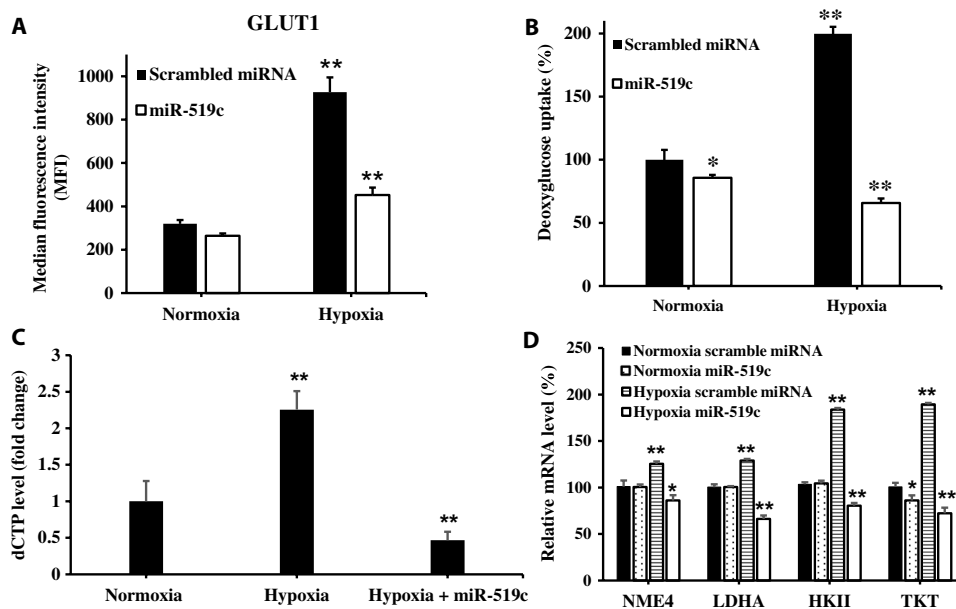 A
GLUT1
Median fluorescence intensity
(MFI)
1000
800
600
400
200
0
Scrambled miRNA
miR-519c
**
**
Normoxia
Hypoxia
B
Deoxyglucose uptake (%)
200
150
100
50
0
Scrambled miRNA
miR-519c
*
**
**
Normoxia
Hypoxia
C
dCTP level (fold change)
3
2.5
2
1.5
1
0.5
0
**
**
Normoxia
Hypoxia
Hypoxia + miR-519c
D
Relative mRNA level (%)
250
200
150
100
50
0
Normoxia scramble miRNA
Normoxia miR-519c
Hypoxia scramble miRNA
Hypoxia miR-519c
**
*
**
**
**
**
*
**
**
NME4
LDHA
HKII
TKT